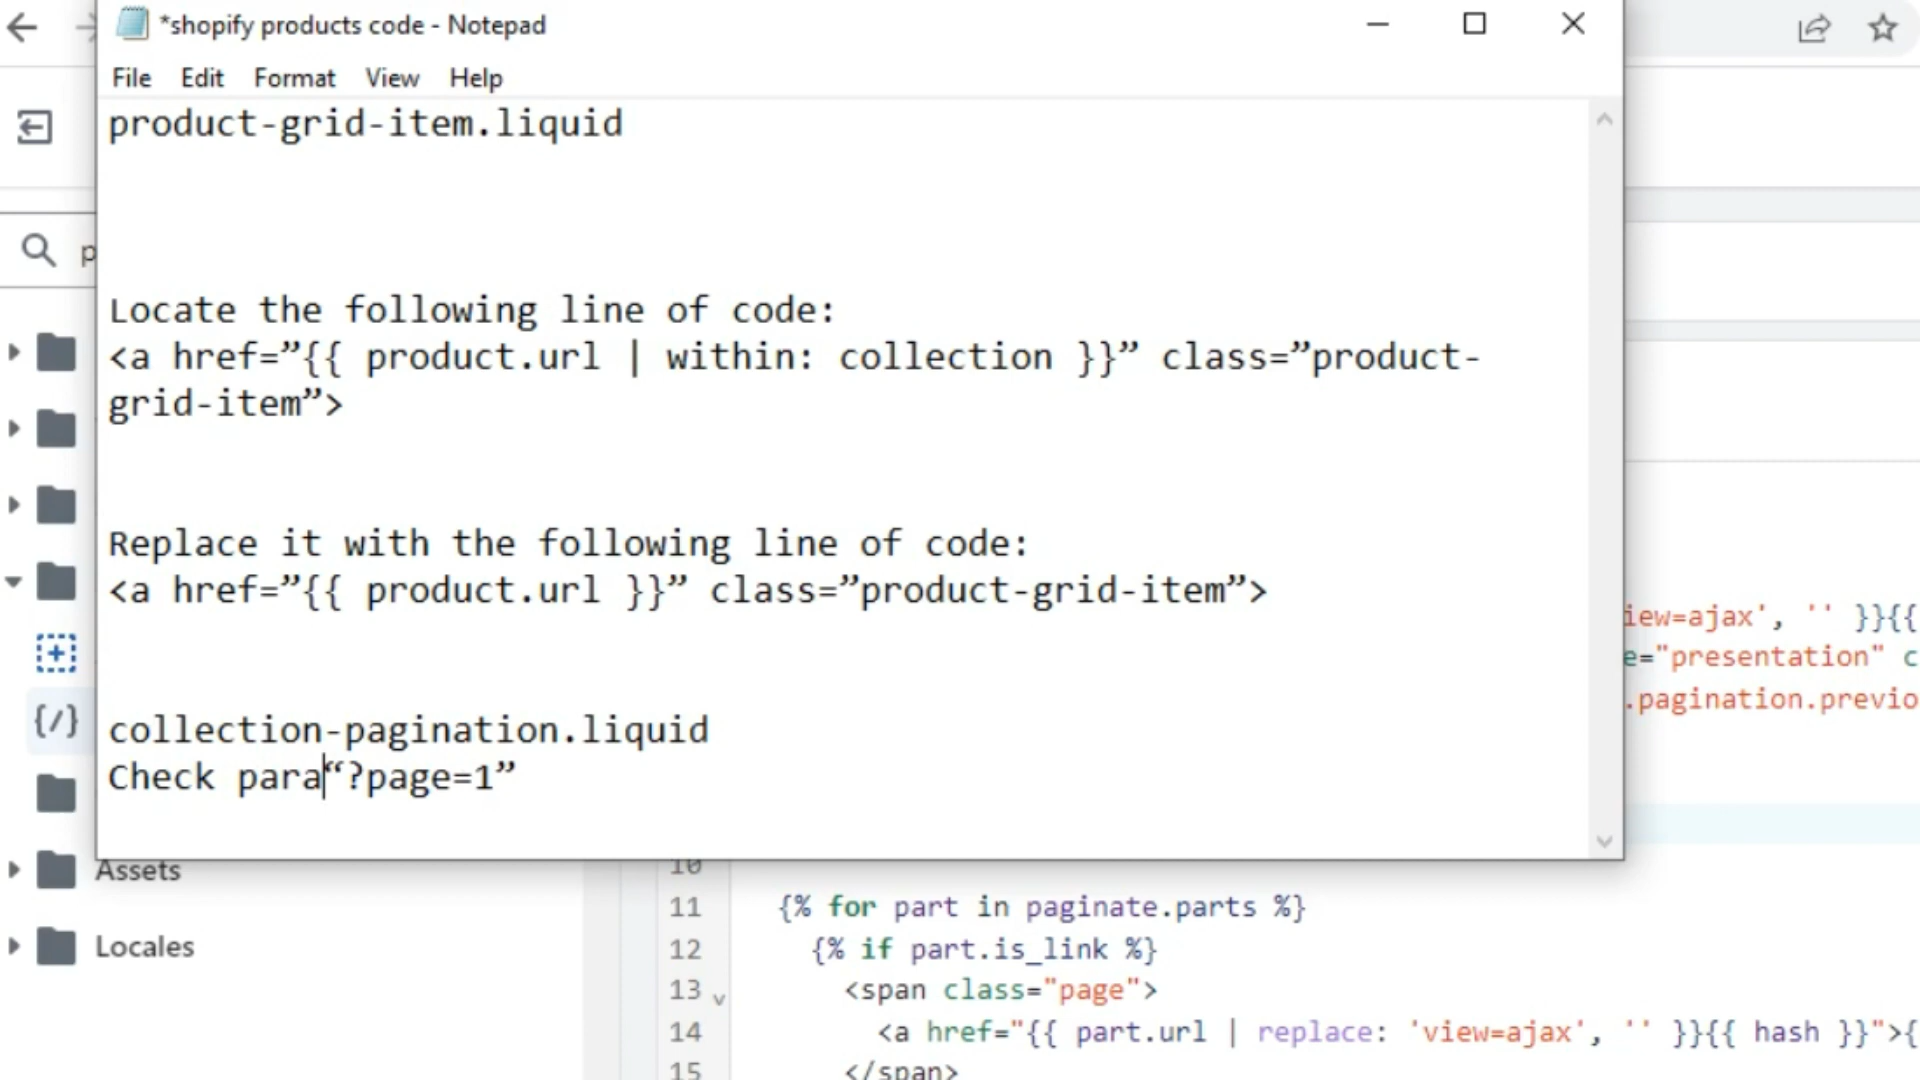 *shopify products code - Notepad
File Edit Format View Help
product-grid-item.liquid
p
Locate the following line of code:
<a href=”{{ product.url | within: collection }}” class=”product-
grid-item”>
Replace it with the following line of code:
<a href=”{{ product.url }}” class=”product-grid-item”>
iew=ajax', '' }}{{
e="presentation" c
.pagination.previo
collection-pagination.liquid
Check para“?page=1”
Assets
Locales
10
11 {% for part in paginate.parts %}
12 {% if part.is_link %}
13 <span class="page">
14 <a href="{{ part.url | replace: 'view=ajax', '' }}{{ hash }}">{
15 </span>